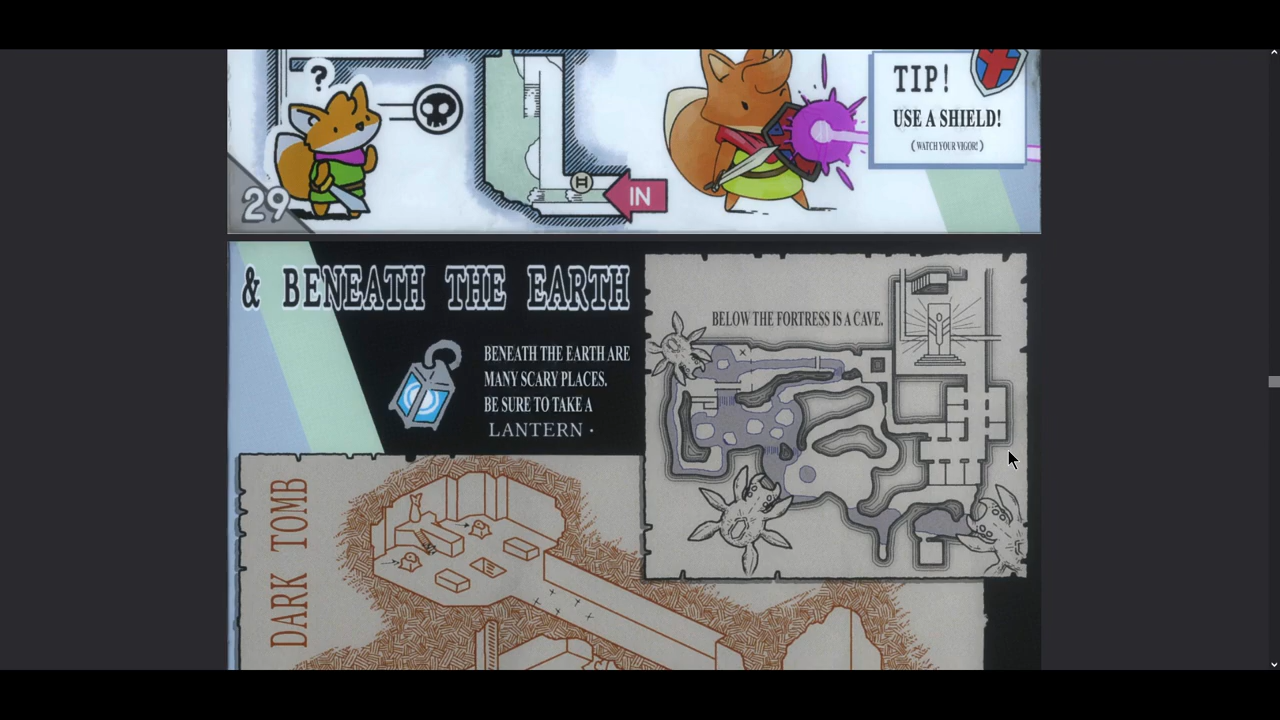 ?
TIP!
USE A SHIELD!
(WATCH YOUR VIGOR!)
IN
29
& BENEATH THE EARTH
BENEATH THE EARTH ARE
MANY SCARY PLACES.
BE SURE TO TAKE A
LANTERN ·
BELOW THE FORTRESS IS A CAVE.
DARK TOMB